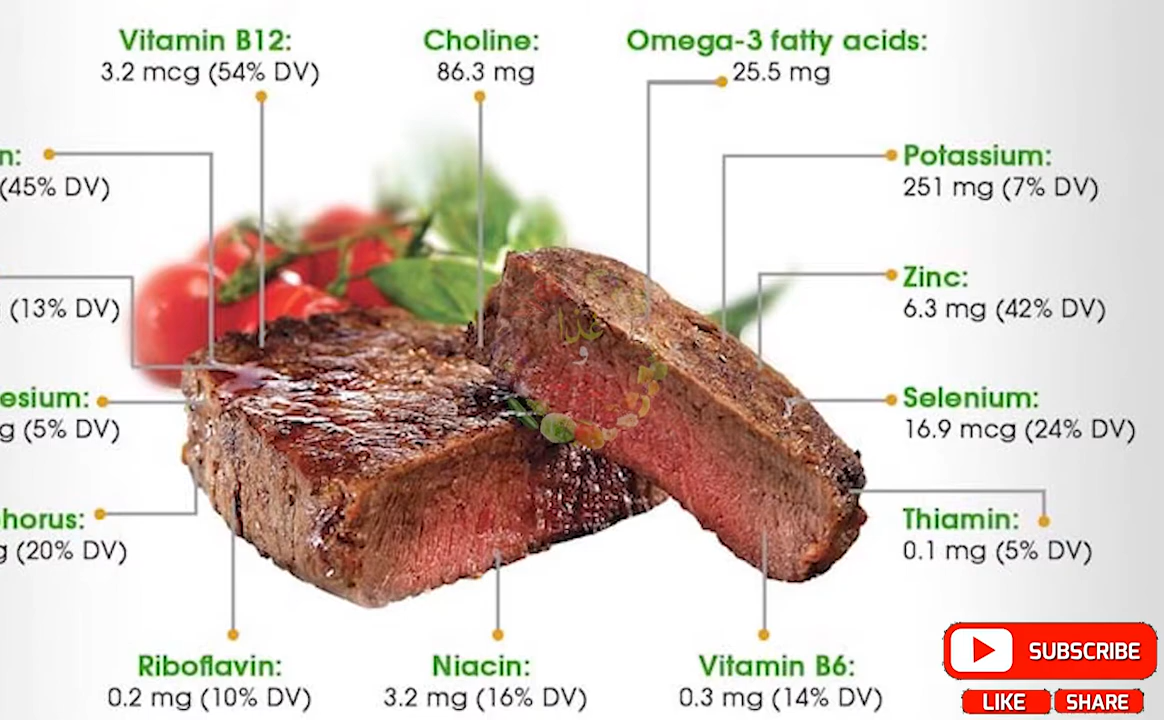 Vitamin B12:
3.2 mcg (54% DV)
Choline:
86.3 mg
Omega-3 fatty acids:
25.5 mg
n:
(45% DV)
Potassium:
251 mg (7% DV)
(13% DV)
Zinc:
6.3 mg (42% DV)
esium:
g (5% DV)
Selenium:
16.9 mcg (24% DV)
horus:
g (20% DV)
Thiamin:
0.1 mg (5% DV)
Riboflavin:
0.2 mg (10% DV)
Niacin:
3.2 mg (16% DV)
Vitamin B6:
0.3 mg (14% DV)
SUBSCRIBE
LIKE
SHARE